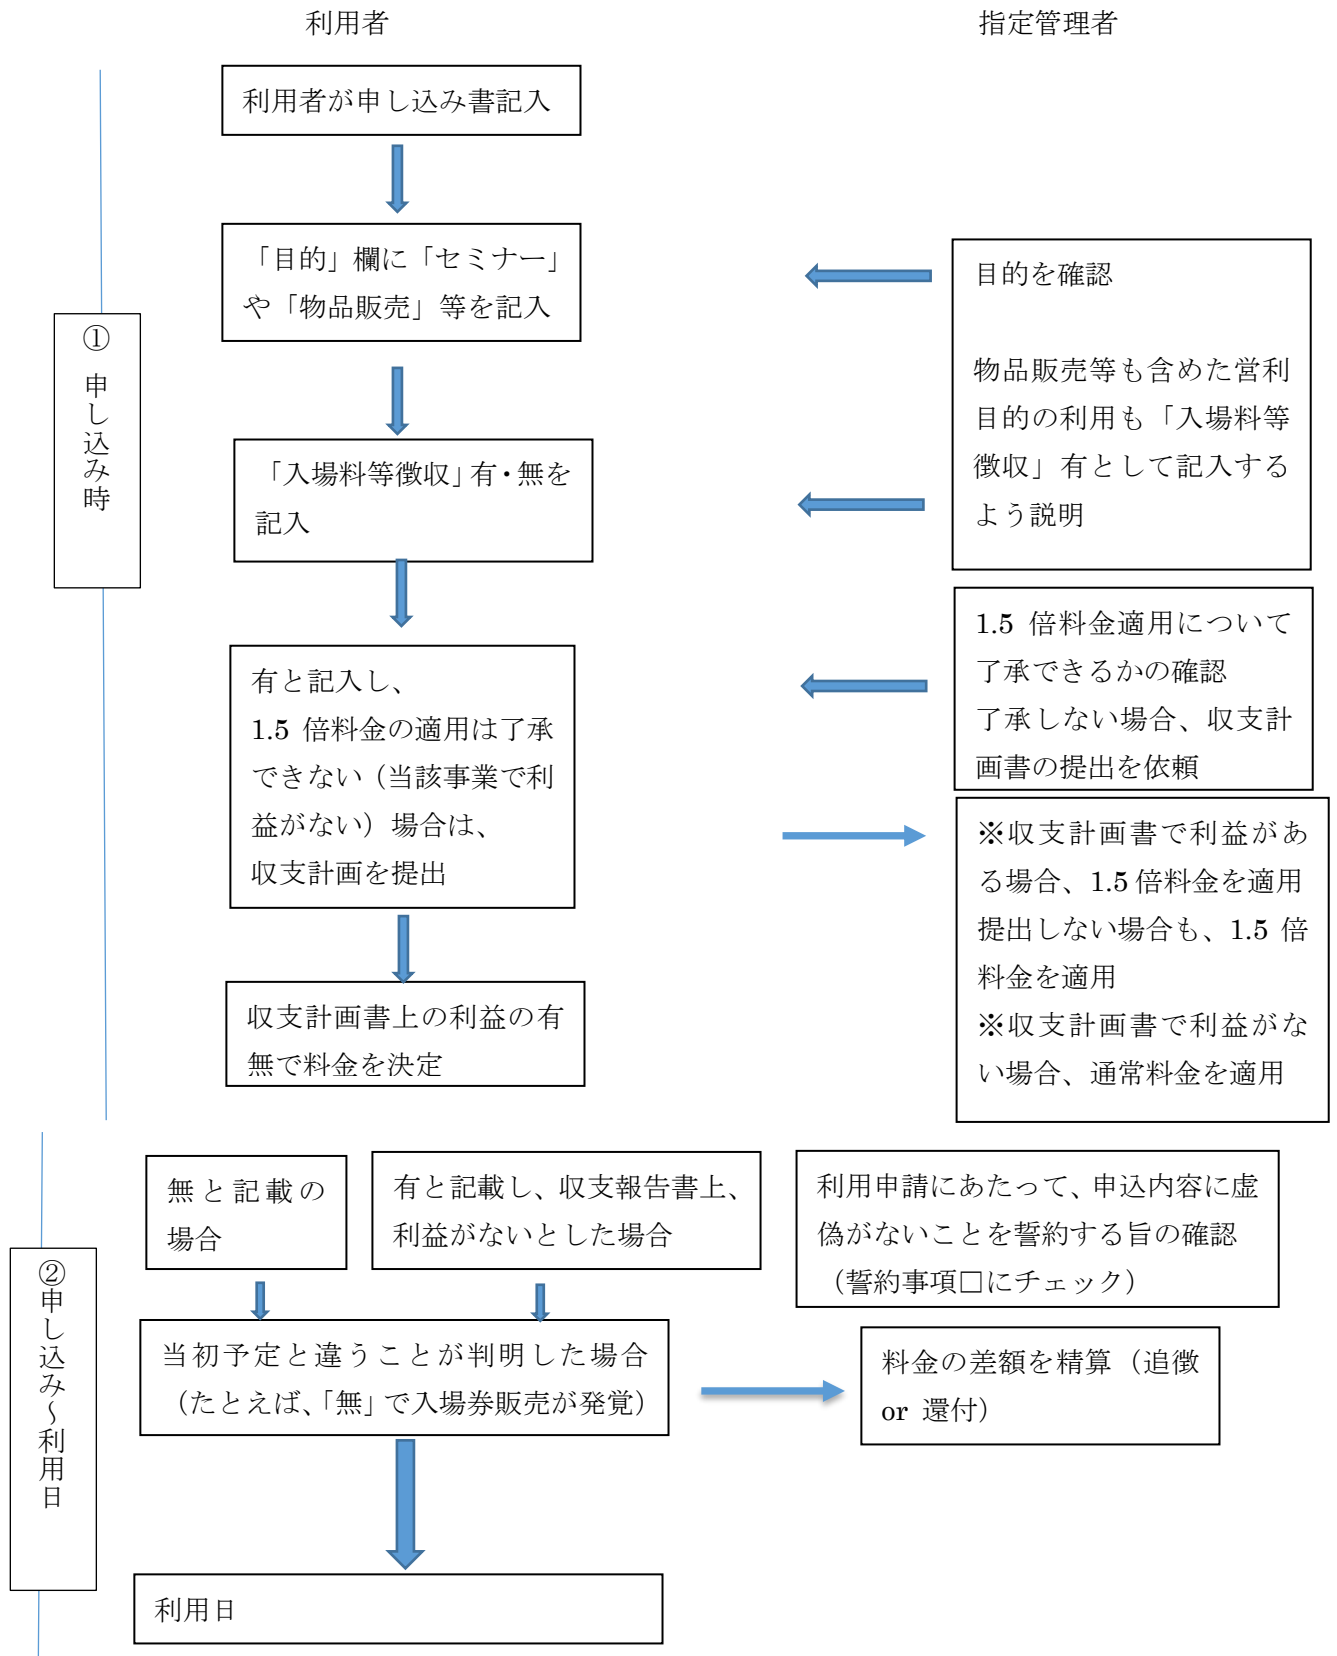 利用者
指定管理者
利用者が申し込み書記入
「目的」欄に「セミナー」
や「物品販売」等を記入
目的を確認
物品販売等も含めた営利
目的の利用も「入場料等
徴収」有として記入する
よう説明
①申し込み時
「入場料等徴収」有・無を
記入
1.5 倍料金適用について
了承できるかの確認
了承しない場合、収支計
画書の提出を依頼
有と記入し、
1.5 倍料金の適用は了承
できない（当該事業で利
益がない）場合は、
収支計画を提出
※収支計画書で利益があ
る場合、1.5 倍料金を適用
提出しない場合も、1.5 倍
料金を適用
※収支計画書で利益がな
い場合、通常料金を適用
収支計画書上の利益の有
無で料金を決定
無と記載の
場合
有と記載し、収支報告書上、
利益がないとした場合
利用申請にあたって、申込内容に虚
偽がないことを誓約する旨の確認
（誓約事項□にチェック）
②申し込み～利用日
当初予定と違うことが判明した場合
（たとえば、「無」で入場券販売が発覚）
料金の差額を精算（追徴
or 還付）
利用日